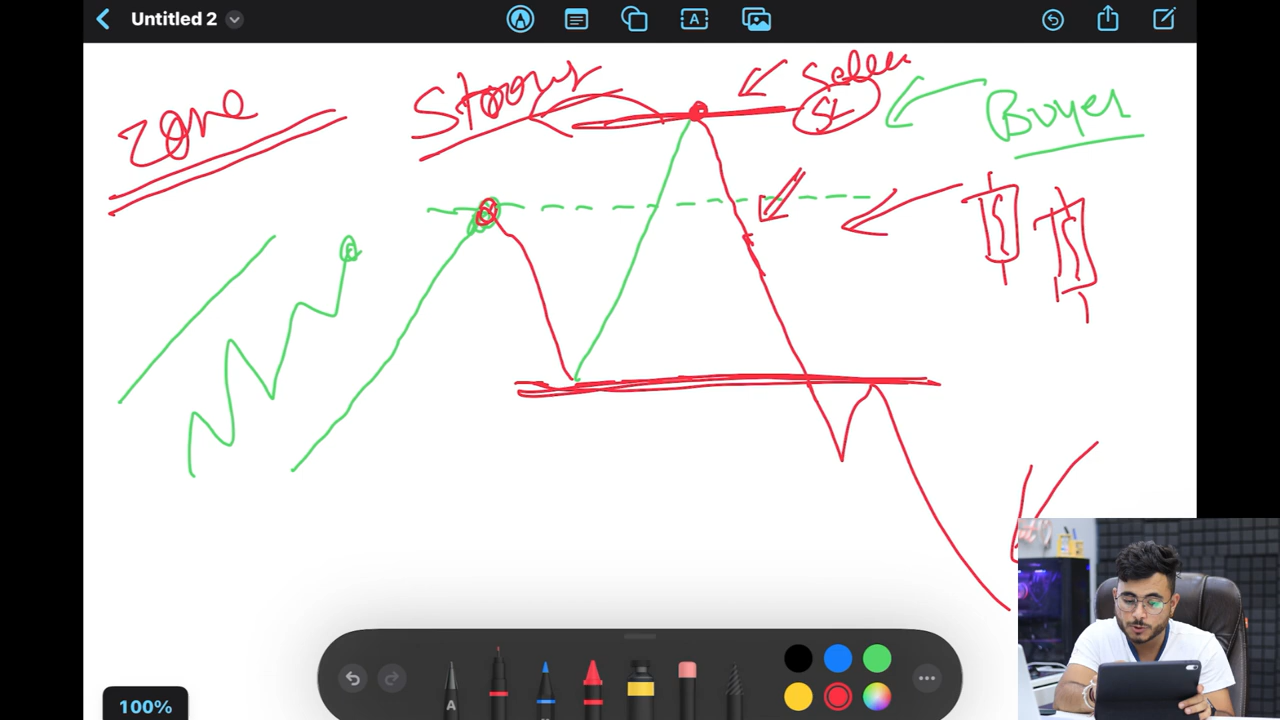 Untitled 2
A
zone
Strong
Seller
SL
Buyer
A
100%